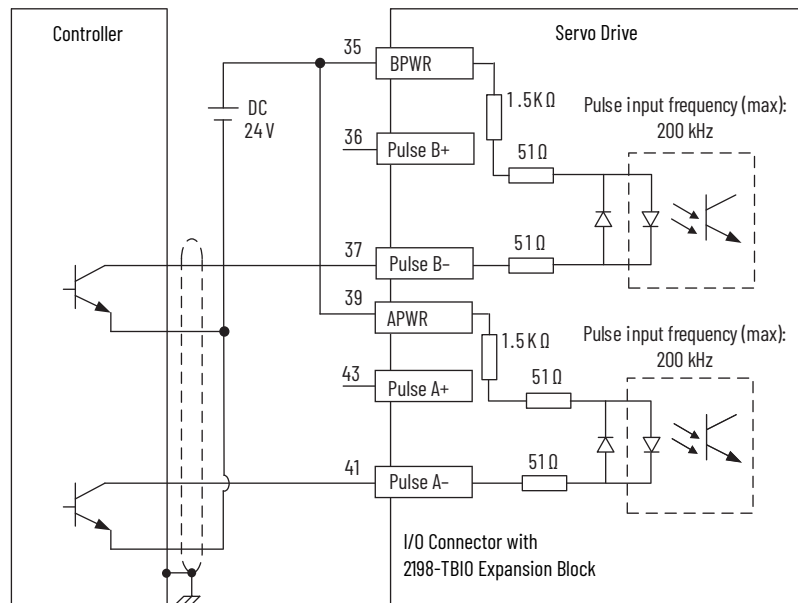 Controller
Servo Drive
35
BPWR
DC
24 V
1.5K Ω
Pulse input frequency (max):
200 kHz
36
Pulse B+
51 Ω
51 Ω
37
Pulse B–
39
APWR
1.5K Ω
Pulse input frequency (max):
200 kHz
43
Pulse A+
51 Ω
51 Ω
41
Pulse A–
I/O Connector with
2198-TBIO Expansion Block